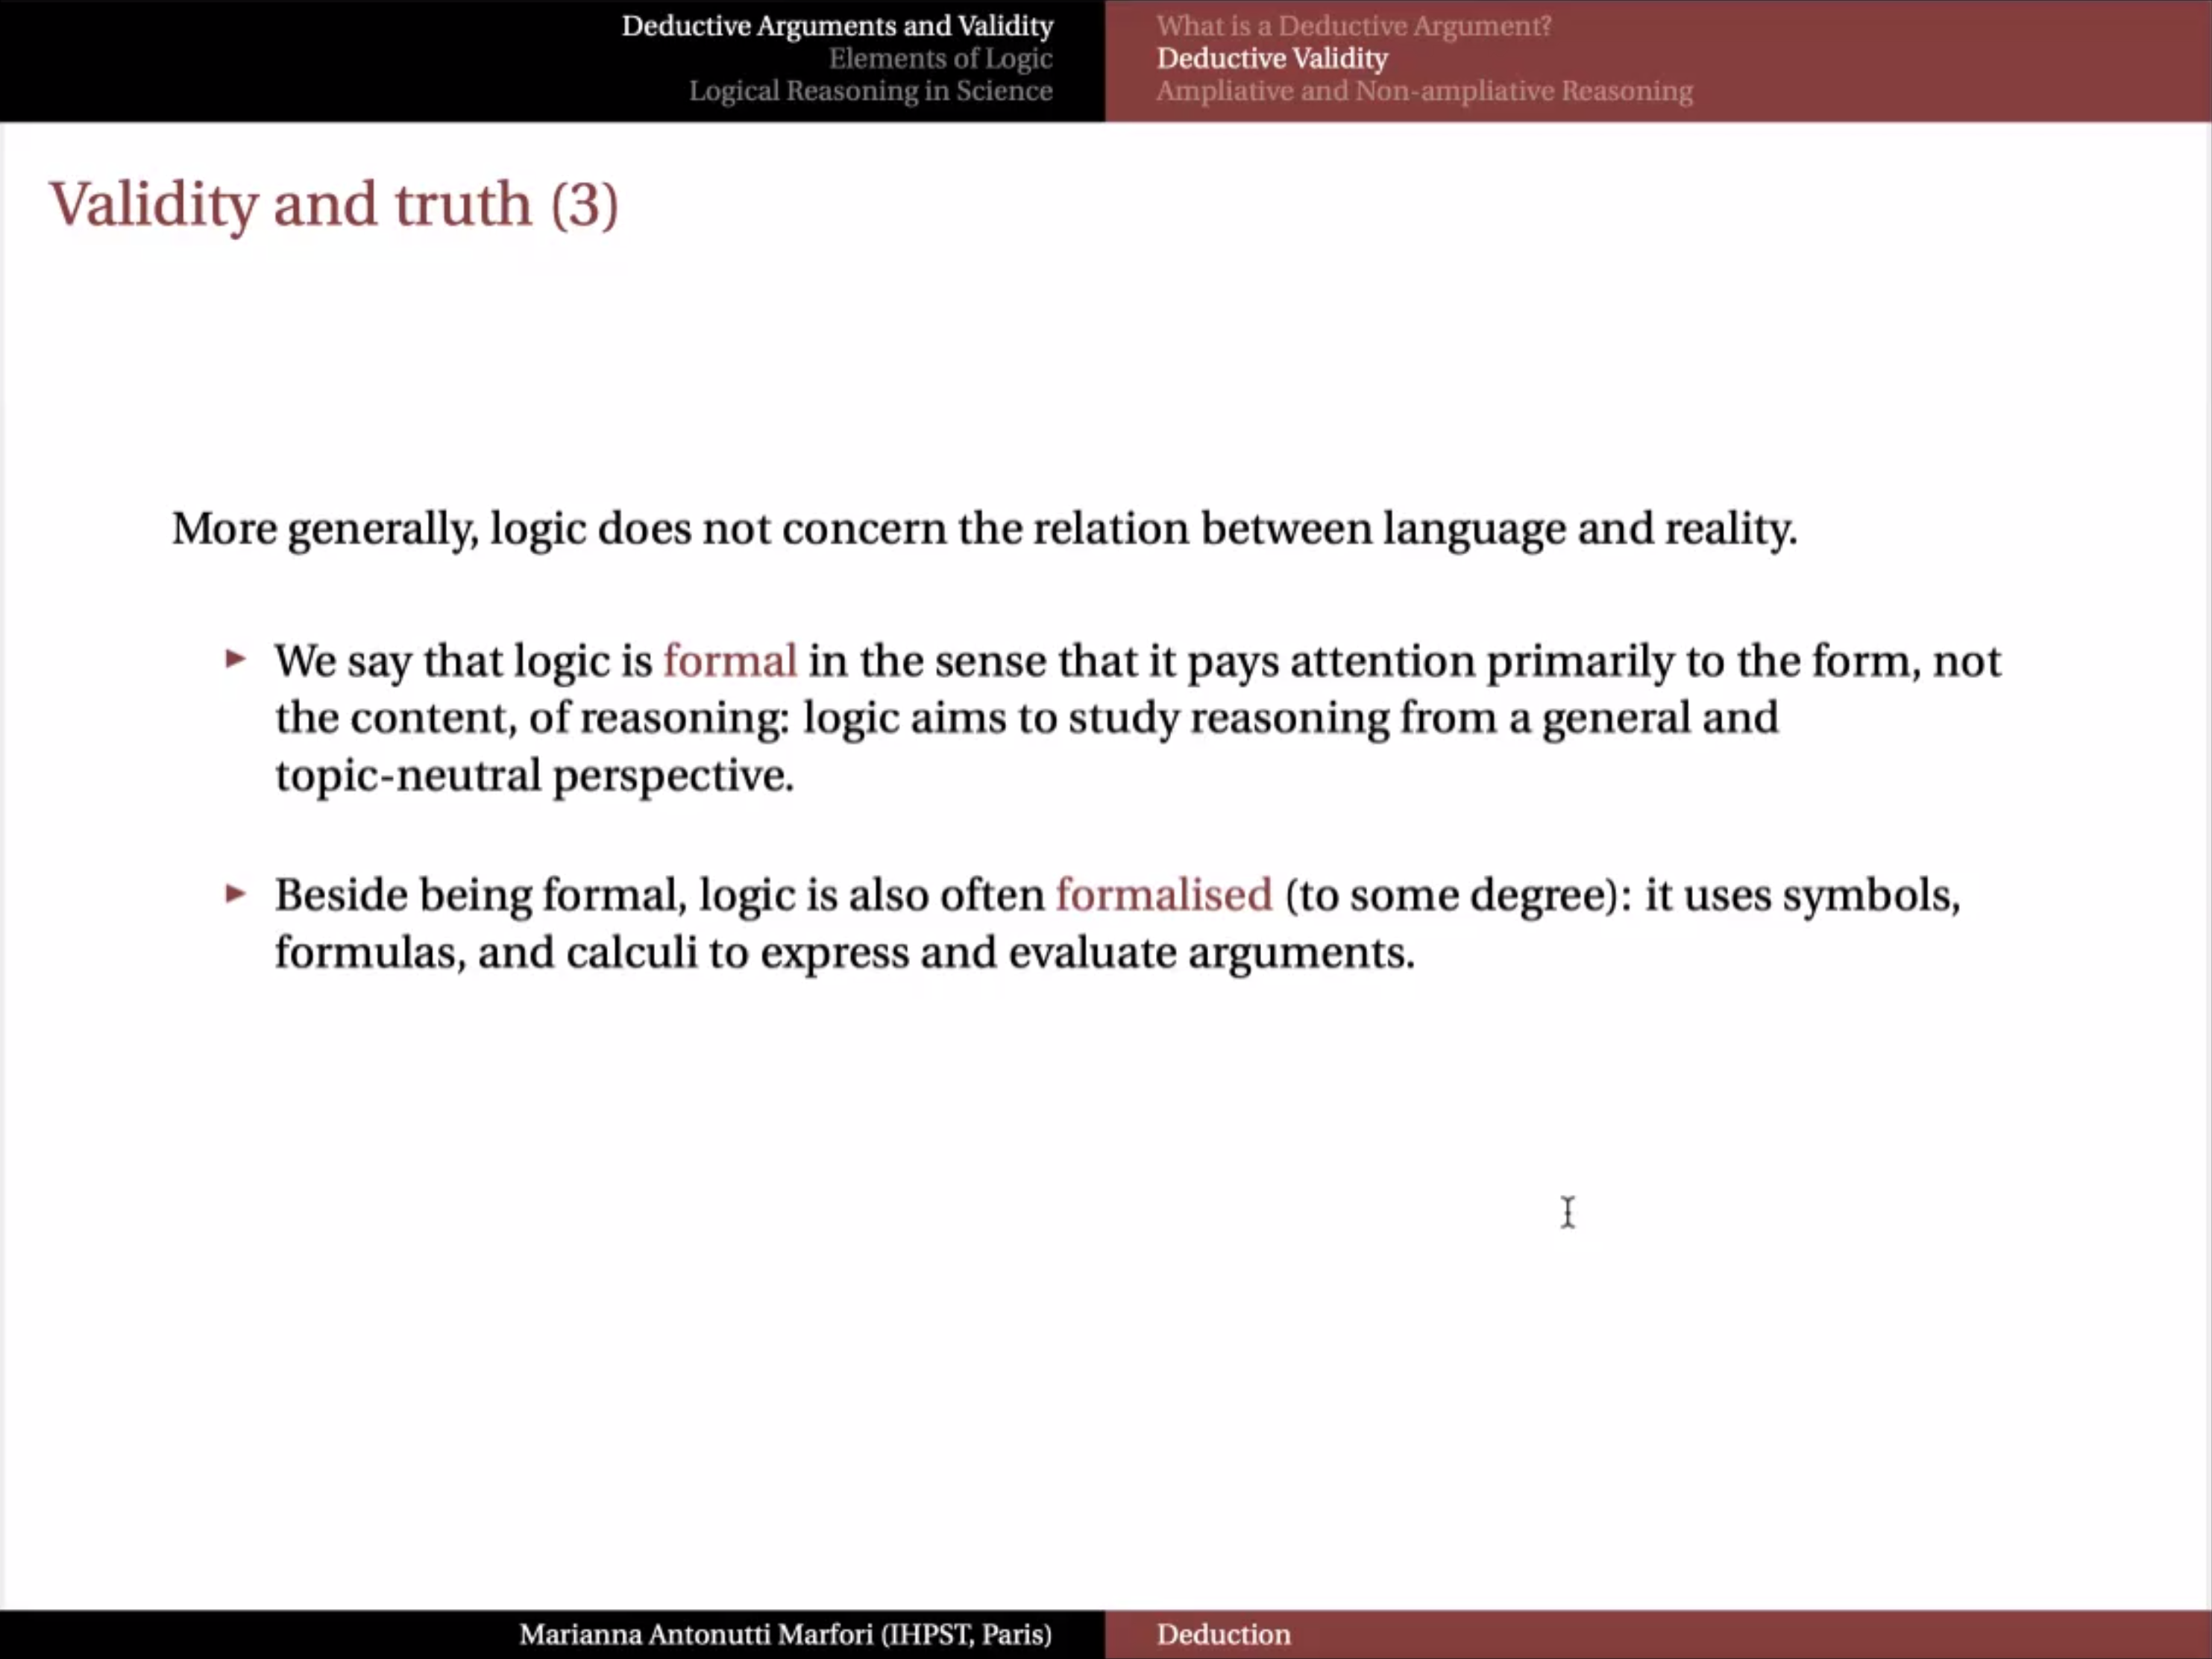 Deductive Arguments and Validity
Elements of Logic
Logical Reasoning in Science
What is a Deductive Argument?
Deductive Validity
Ampliative and Non-ampliative Reasoning
Validity and truth (3)
More generally, logic does not concern the relation between language and reality.
We say that logic is formal in the sense that it pays attention primarily to the form, not
the content, of reasoning: logic aims to study reasoning from a general and
topic-neutral perspective.
Beside being formal, logic is also often formalised (to some degree): it uses symbols,
formulas, and calculi to express and evaluate arguments.
Marianna Antonutti Marfori (IHPST, Paris)
Deduction